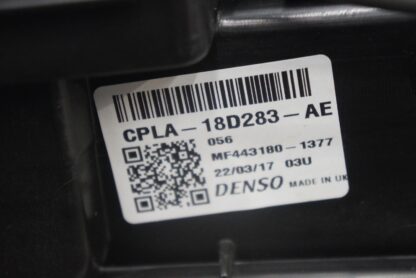 CPLA-18D283-AE
056
MF443180-1377
22/03/17 03U
DENSO MADE IN UK